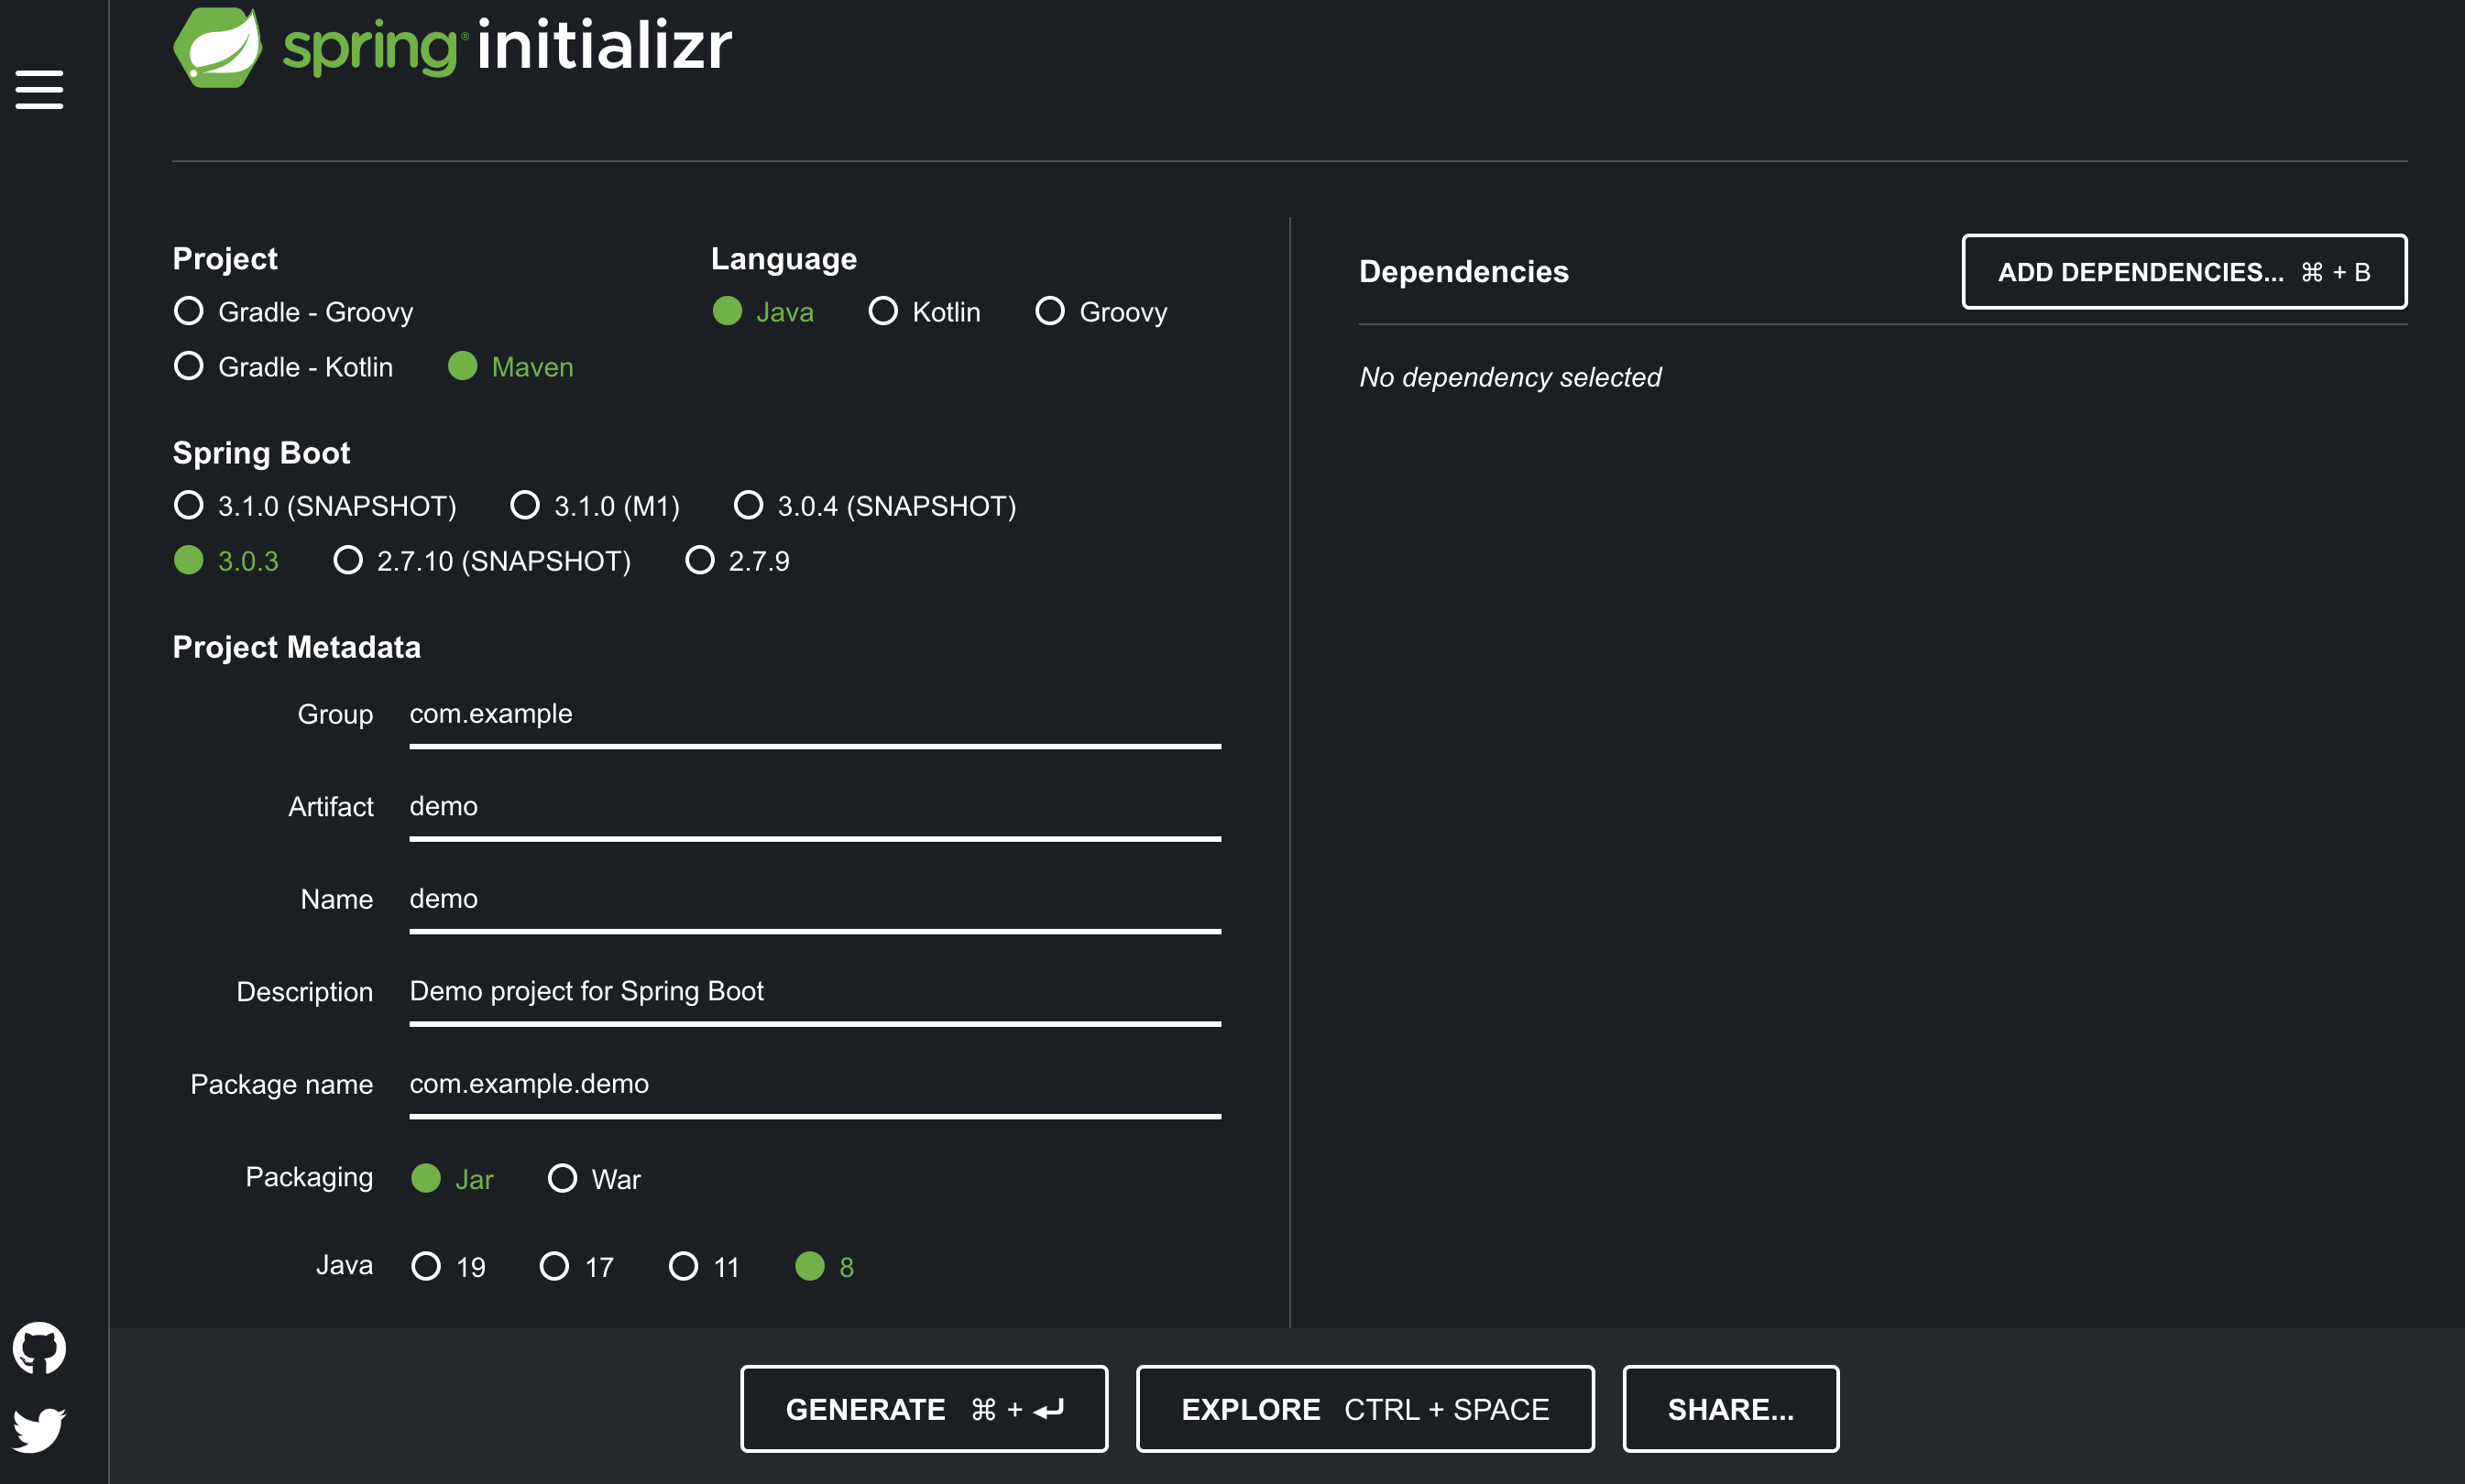 spring® initializr
Project
Gradle - Groovy
Gradle - Kotlin Maven
Language
Java Kotlin Groovy
Spring Boot
3.1.0 (SNAPSHOT) 3.1.0 (M1) 3.0.4 (SNAPSHOT)
3.0.3 2.7.10 (SNAPSHOT) 2.7.9
Project Metadata
Group com.example
Artifact demo
Name demo
Description Demo project for Spring Boot
Package name com.example.demo
Packaging Jar War
Java 19 17 11 8
Dependencies ADD DEPENDENCIES... ⌘ + B
No dependency selected
GENERATE ⌘ + ⏎ EXPLORE CTRL + SPACE SHARE...